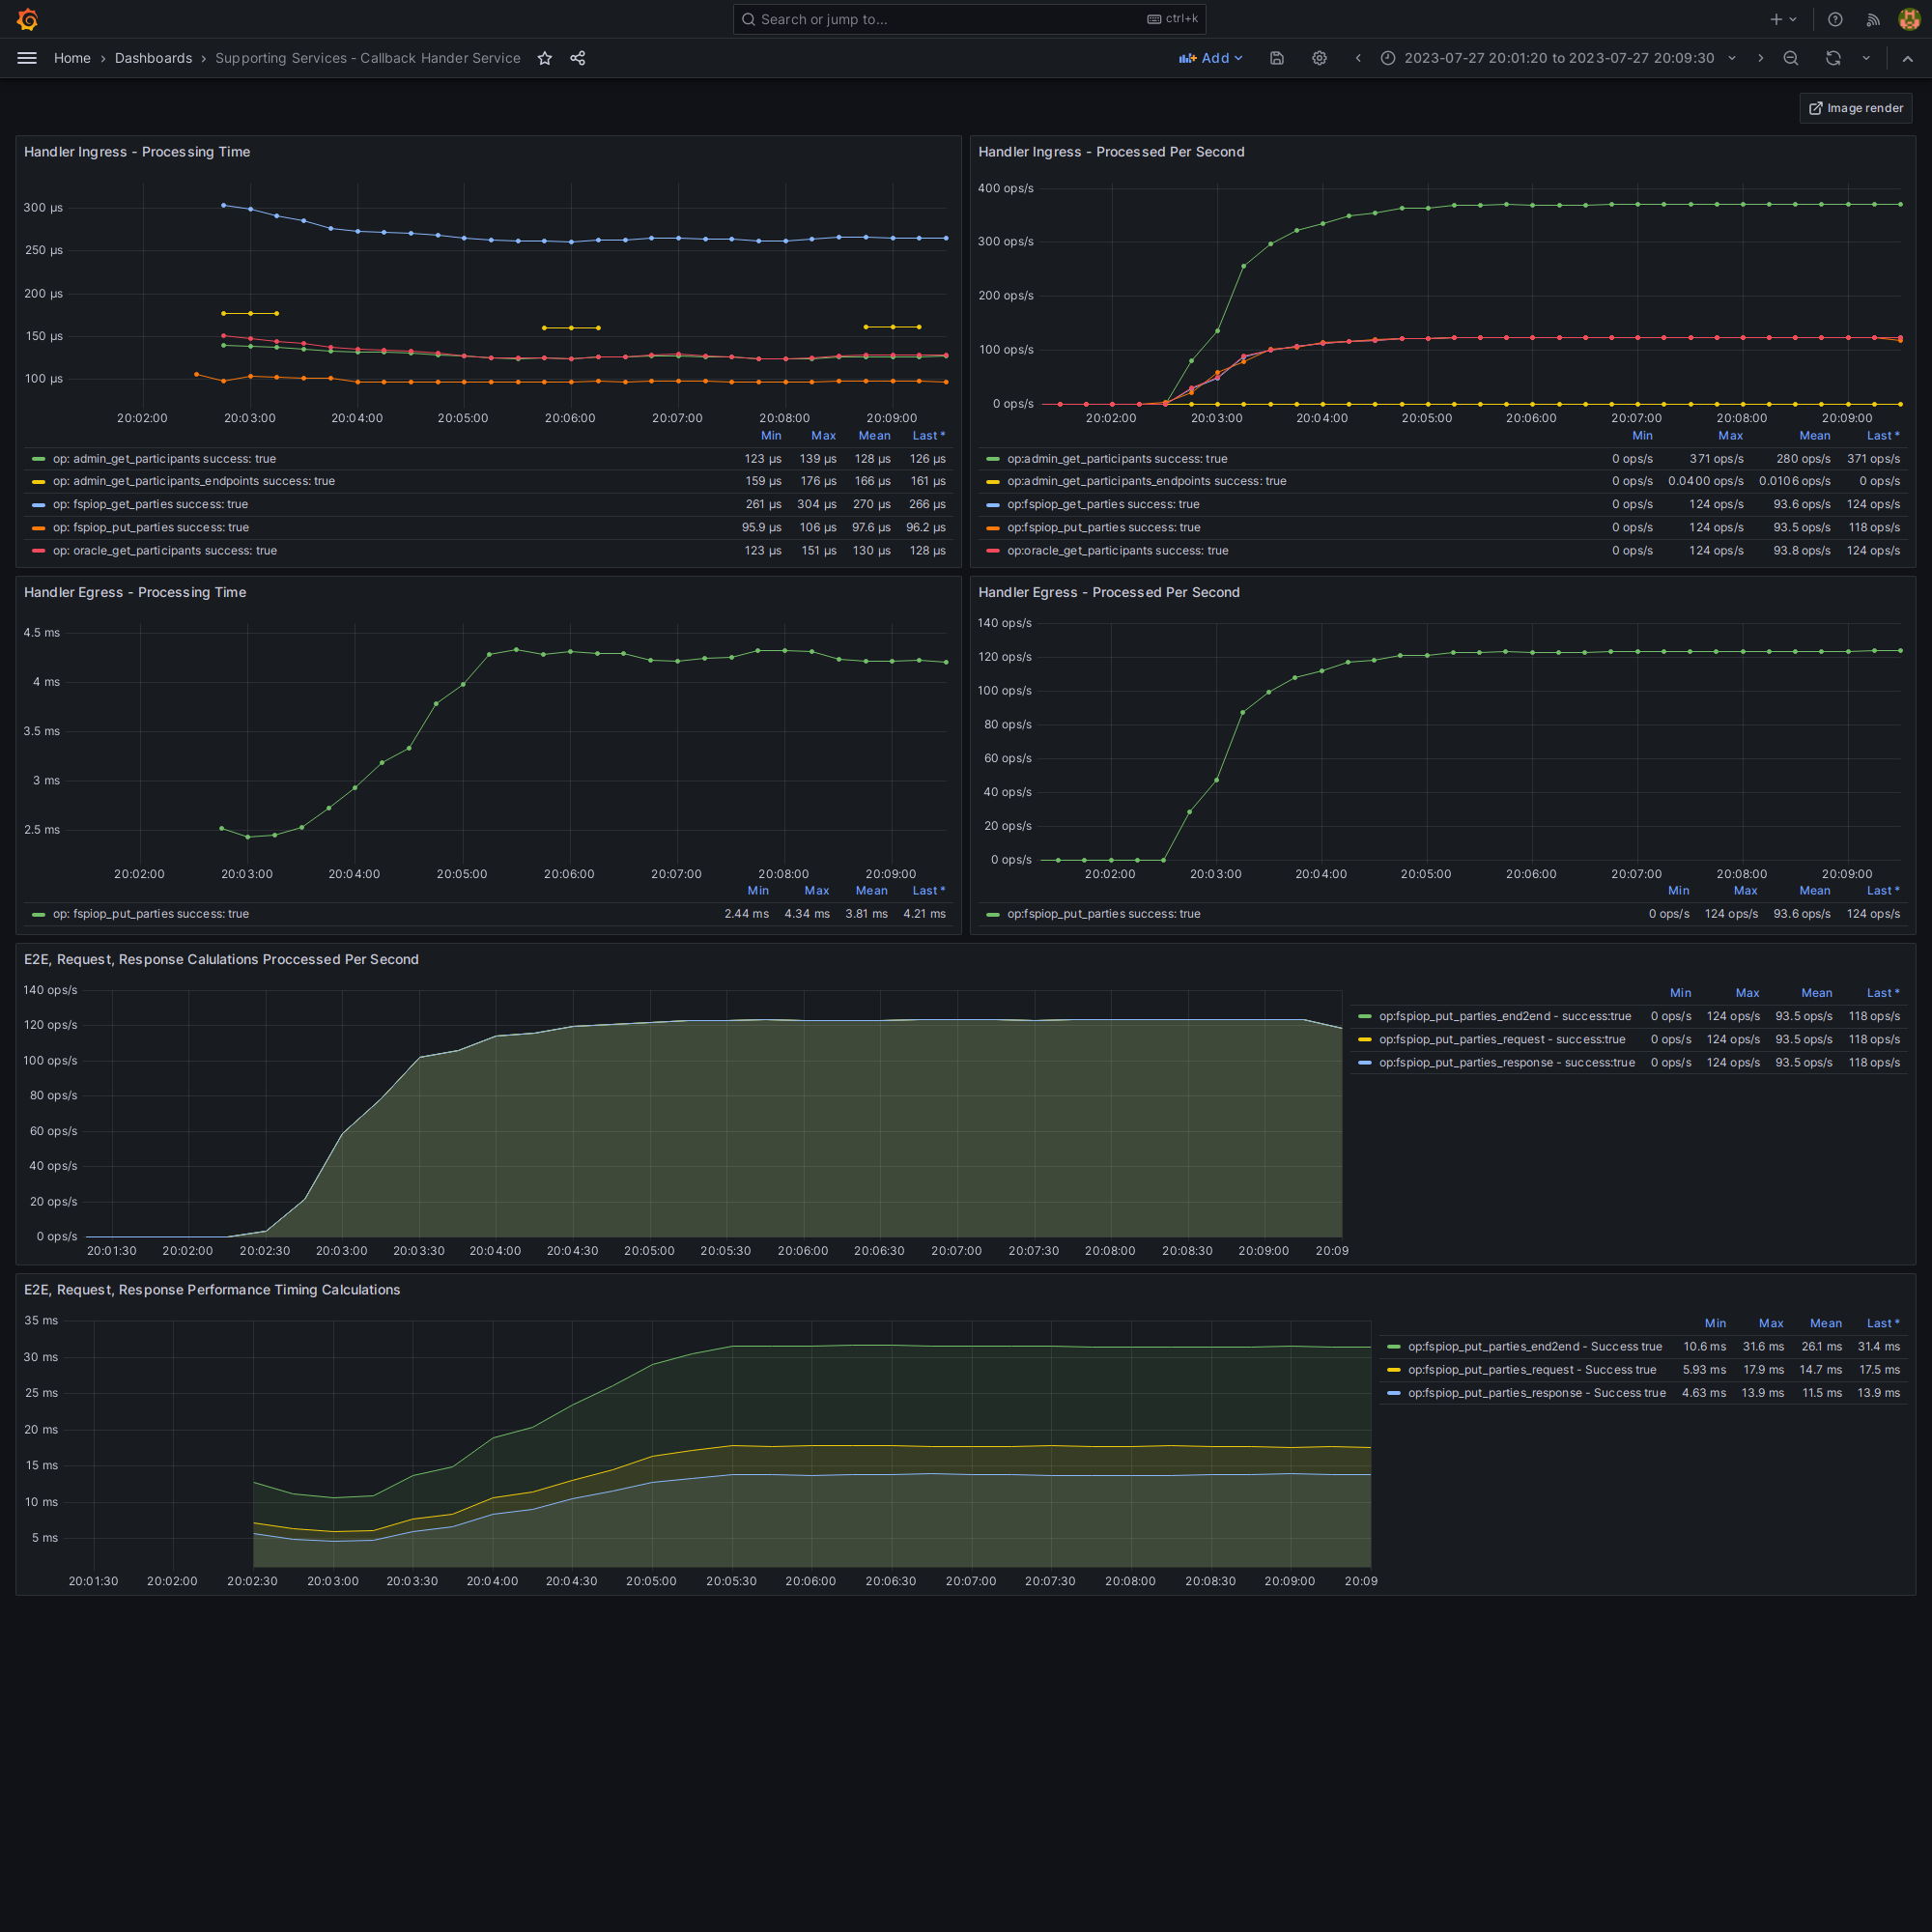 Search or jump to... ctrl+k
Home › Dashboards › Supporting Services - Callback Hander Service Add 2023-07-27 20:01:20 to 2023-07-27 20:09:30
Image render
Handler Ingress - Processing Time
300 µs
250 µs
200 µs
150 µs
100 µs
20:02:00 20:03:00 20:04:00 20:05:00 20:06:00 20:07:00 20:08:00 20:09:00
Min Max Mean Last *
op: admin_get_participants success: true 123 µs 139 µs 128 µs 126 µs
op: admin_get_participants_endpoints success: true 159 µs 176 µs 166 µs 161 µs
op: fspiop_get_parties success: true 261 µs 304 µs 270 µs 266 µs
op: fspiop_put_parties success: true 95.9 µs 106 µs 97.6 µs 96.2 µs
op: oracle_get_participants success: true 123 µs 151 µs 130 µs 128 µs
Handler Ingress - Processed Per Second
400 ops/s
300 ops/s
200 ops/s
100 ops/s
0 ops/s
20:02:00 20:03:00 20:04:00 20:05:00 20:06:00 20:07:00 20:08:00 20:09:00
Min Max Mean Last *
op:admin_get_participants success: true 0 ops/s 371 ops/s 280 ops/s 371 ops/s
op:admin_get_participants_endpoints success: true 0 ops/s 0.0400 ops/s 0.0106 ops/s 0 ops/s
op:fspiop_get_parties success: true 0 ops/s 124 ops/s 93.6 ops/s 124 ops/s
op:fspiop_put_parties success: true 0 ops/s 124 ops/s 93.5 ops/s 118 ops/s
op:oracle_get_participants success: true 0 ops/s 124 ops/s 93.8 ops/s 124 ops/s
Handler Egress - Processing Time
4.5 ms
4 ms
3.5 ms
3 ms
2.5 ms
20:02:00 20:03:00 20:04:00 20:05:00 20:06:00 20:07:00 20:08:00 20:09:00
Min Max Mean Last *
op: fspiop_put_parties success: true 2.44 ms 4.34 ms 3.81 ms 4.21 ms
Handler Egress - Processed Per Second
140 ops/s
120 ops/s
100 ops/s
80 ops/s
60 ops/s
40 ops/s
20 ops/s
0 ops/s
20:02:00 20:03:00 20:04:00 20:05:00 20:06:00 20:07:00 20:08:00 20:09:00
Min Max Mean Last *
op:fspiop_put_parties success: true 0 ops/s 124 ops/s 93.6 ops/s 124 ops/s
E2E, Request, Response Calulations Proccessed Per Second
140 ops/s
120 ops/s
100 ops/s
80 ops/s
60 ops/s
40 ops/s
20 ops/s
0 ops/s
20:01:30 20:02:00 20:02:30 20:03:00 20:03:30 20:04:00 20:04:30 20:05:00 20:05:30 20:06:00 20:06:30 20:07:00 20:07:30 20:08:00 20:08:30 20:09:00 20:09
Min Max Mean Last *
op:fspiop_put_parties_end2end - success:true 0 ops/s 124 ops/s 93.5 ops/s 118 ops/s
op:fspiop_put_parties_request - success:true 0 ops/s 124 ops/s 93.5 ops/s 118 ops/s
op:fspiop_put_parties_response - success:true 0 ops/s 124 ops/s 93.5 ops/s 118 ops/s
E2E, Request, Response Performance Timing Calculations
35 ms
30 ms
25 ms
20 ms
15 ms
10 ms
5 ms
20:01:30 20:02:00 20:02:30 20:03:00 20:03:30 20:04:00 20:04:30 20:05:00 20:05:30 20:06:00 20:06:30 20:07:00 20:07:30 20:08:00 20:08:30 20:09:00 20:09
Min Max Mean Last *
op:fspiop_put_parties_end2end - Success true 10.6 ms 31.6 ms 26.1 ms 31.4 ms
op:fspiop_put_parties_request - Success true 5.93 ms 17.9 ms 14.7 ms 17.5 ms
op:fspiop_put_parties_response - Success true 4.63 ms 13.9 ms 11.5 ms 13.9 ms